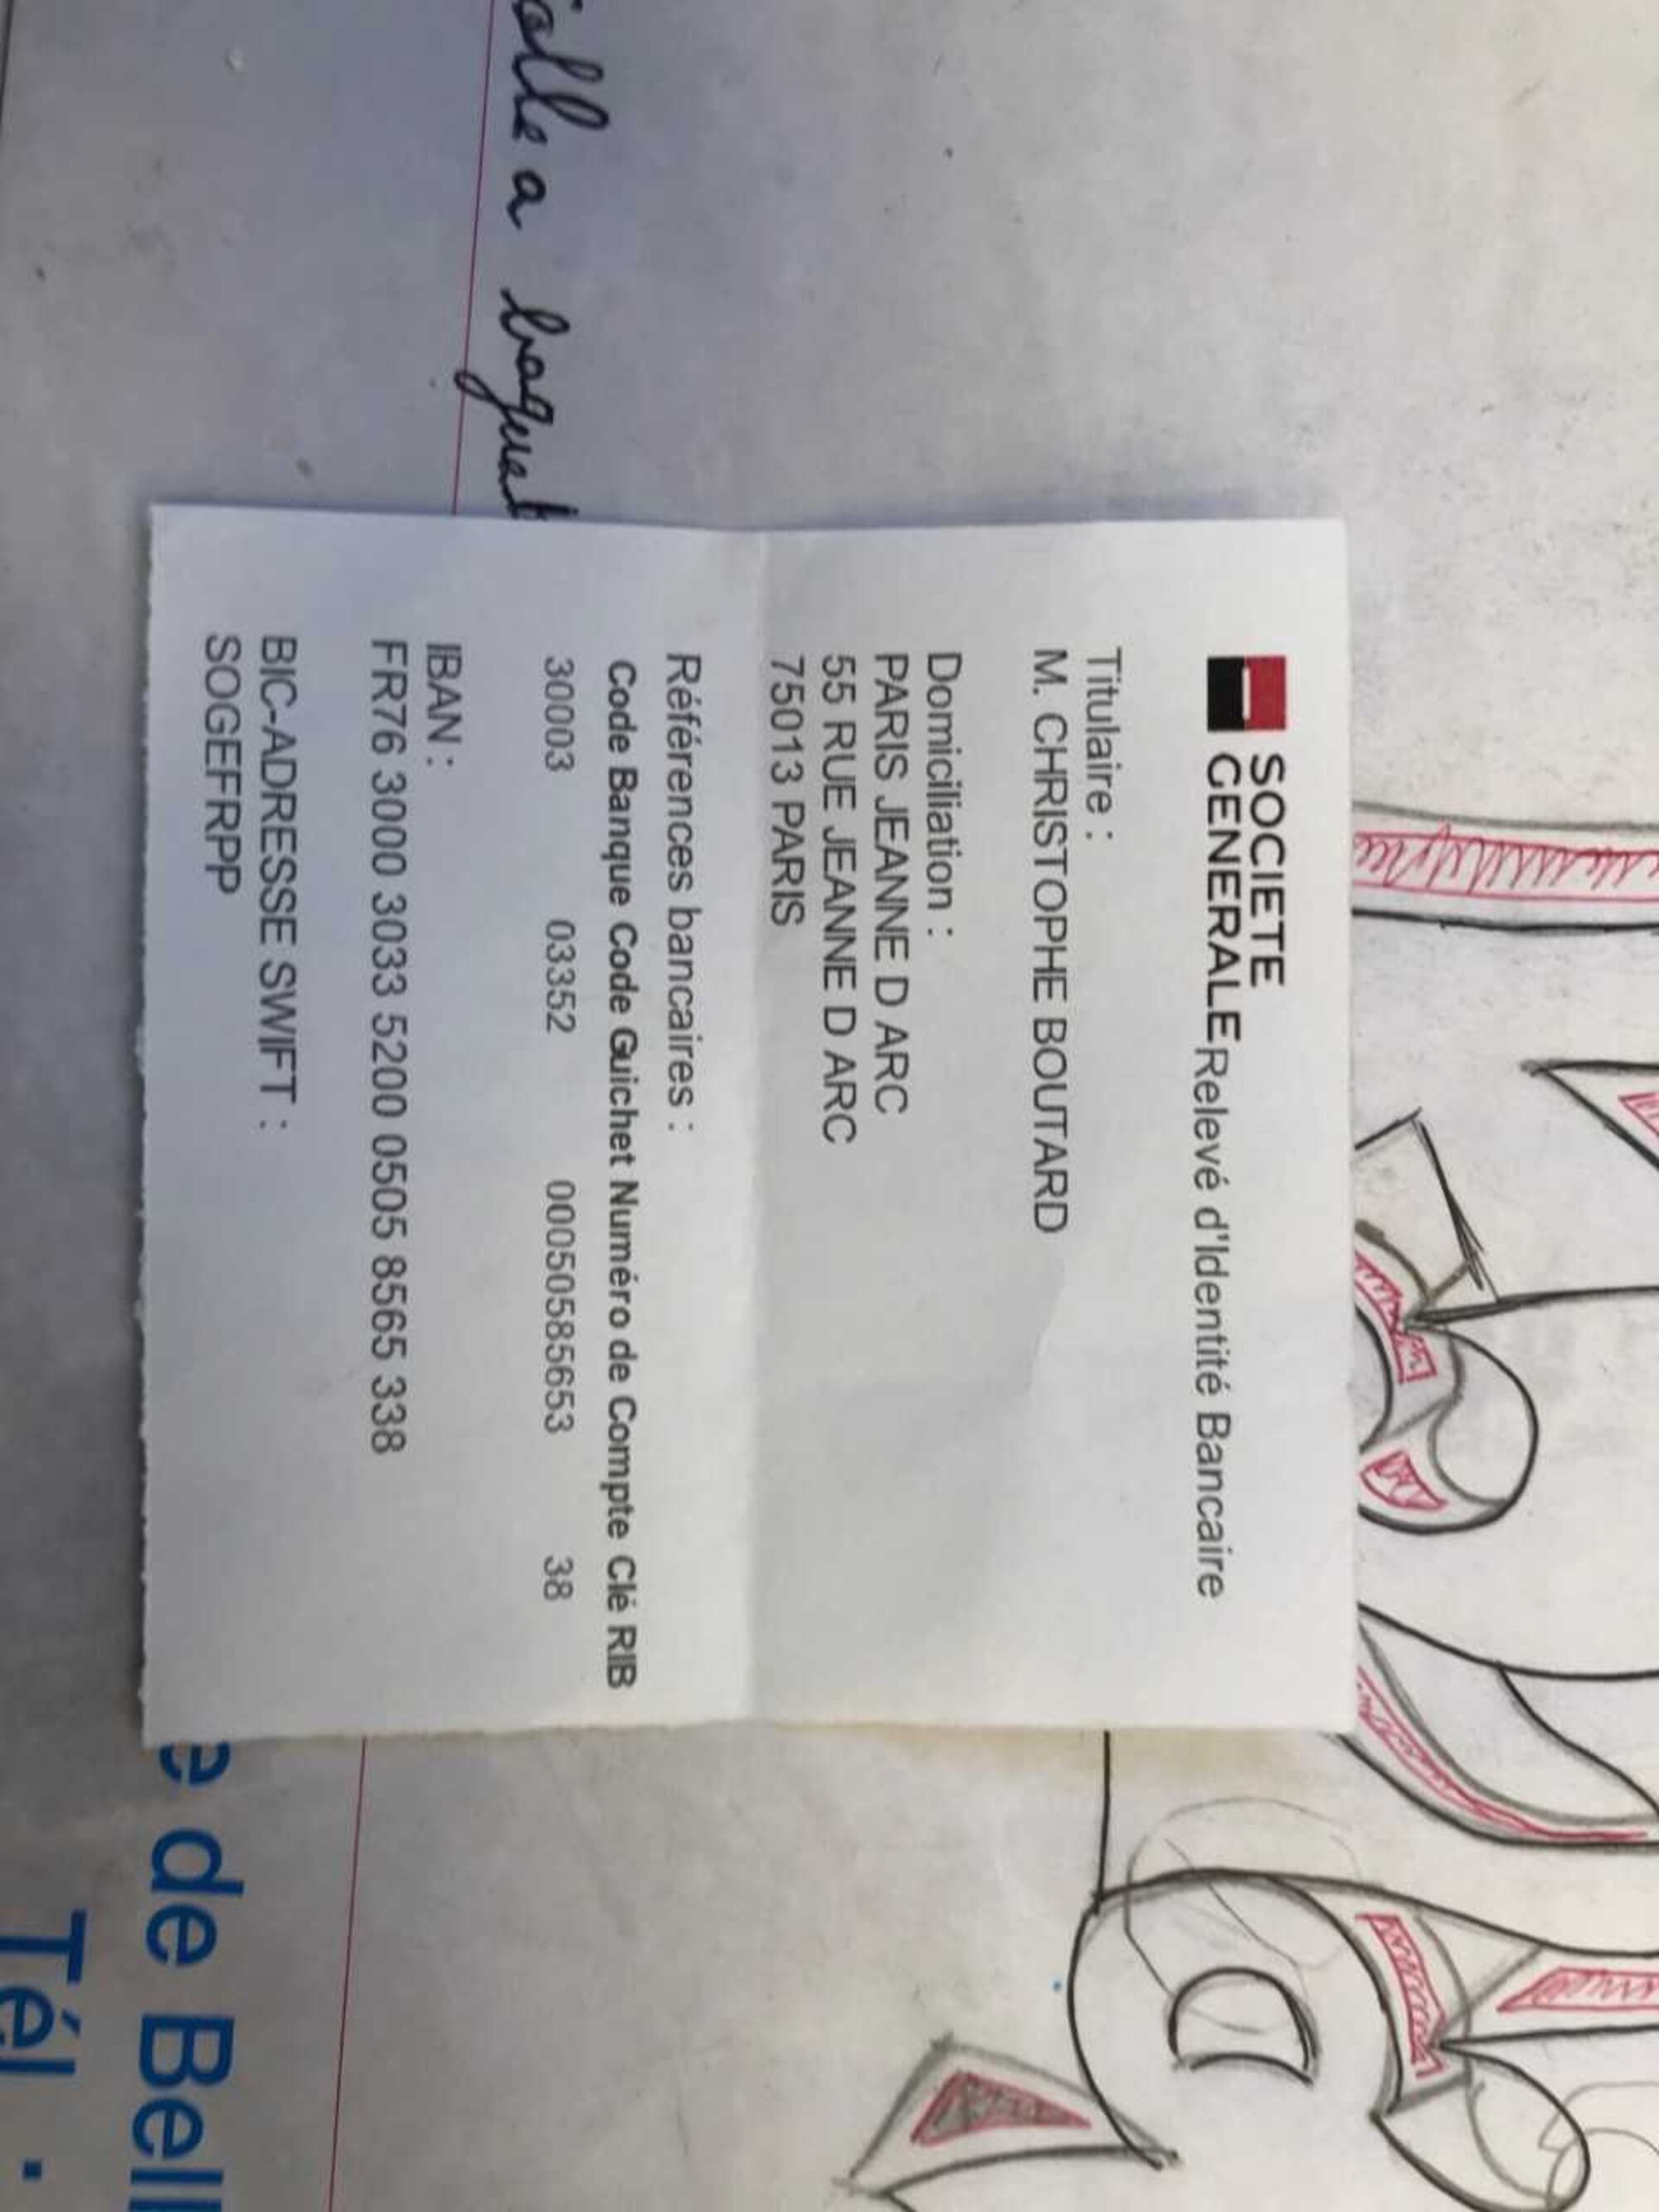 SOCIETE
GENERALE Relevé d'Identité Bancaire
Titulaire :
M. CHRISTOPHE BOUTARD
Domiciliation :
PARIS JEANNE D ARC
55 RUE JEANNE D ARC
75013 PARIS
Références bancaires :
Code Banque Code Guichet Numéro de Compte Clé RIB
30003 03352 00050585653 38
IBAN :
FR76 3000 3033 5200 0505 8565 338
BIC-ADRESSE SWIFT :
SOGEFRPP
de Bell
Tél :